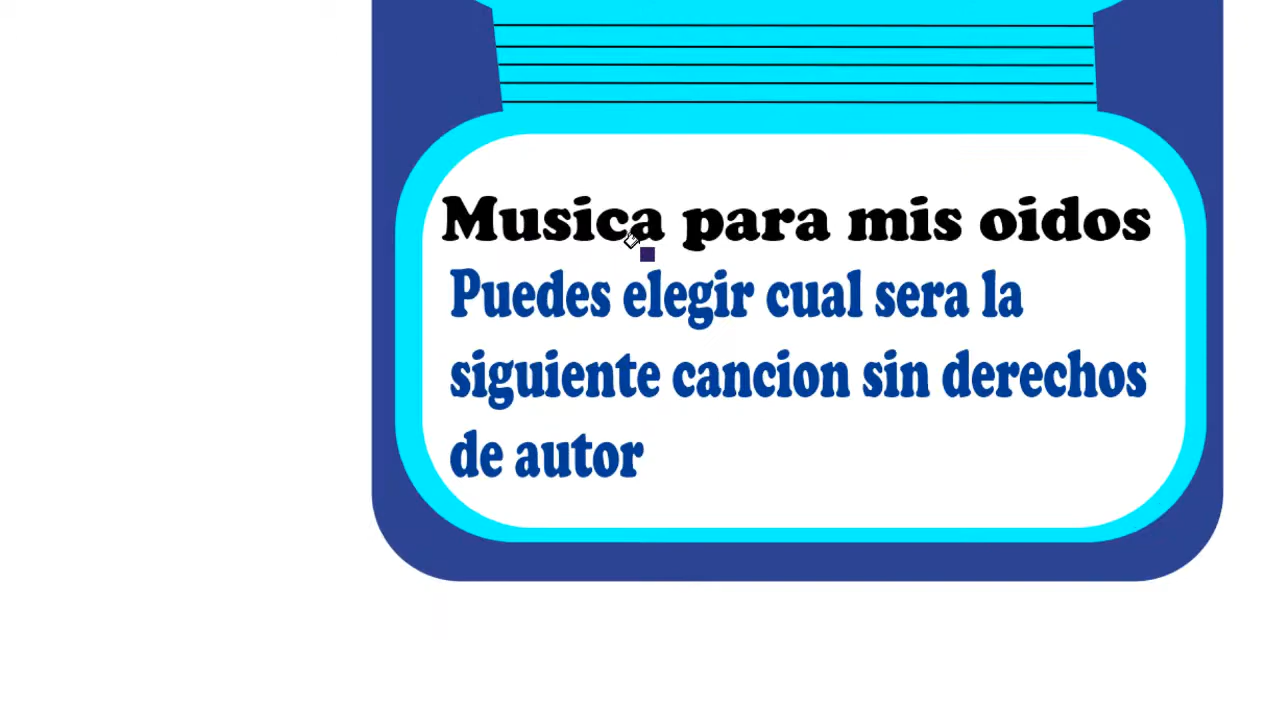 Musica para mis oidos
Puedes elegir cual sera la
siguiente cancion sin derechos
de autor